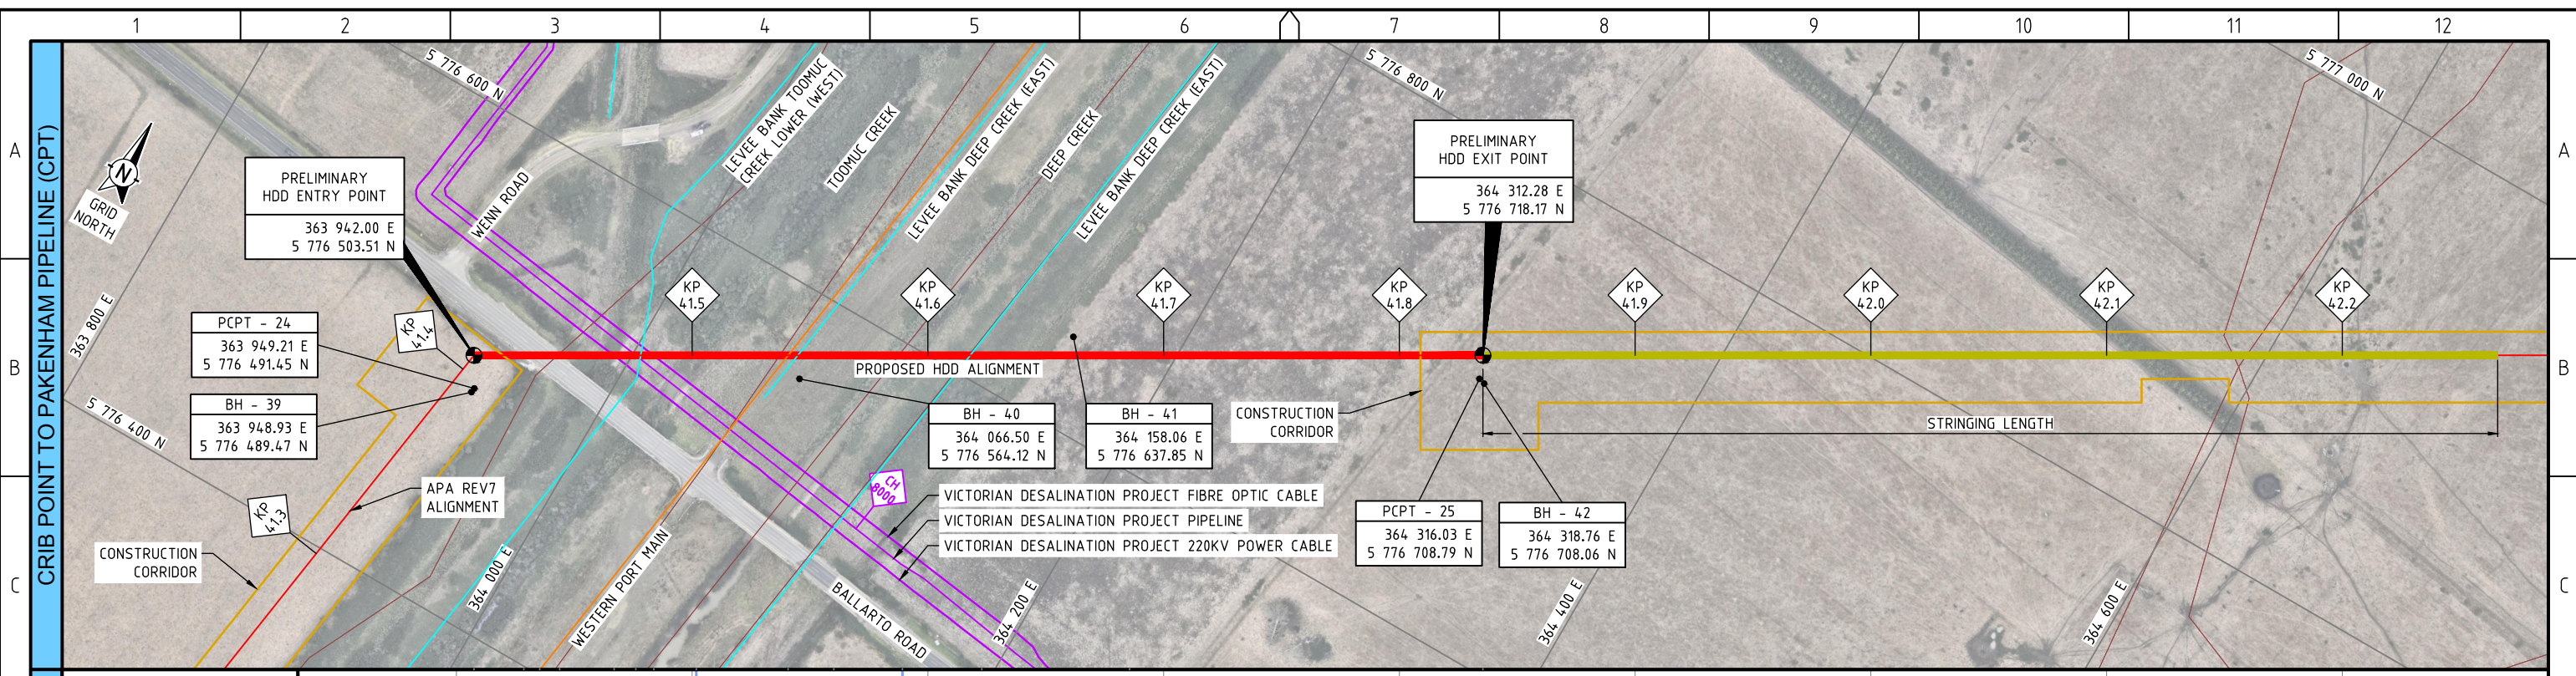 1 2 3 4 5 6 7 8 9 10 11 12
A
B
C
A
B
C
CRIB POINT TO PAKENHAM PIPELINE (CPT)
N
GRID
NORTH
5 776 600 N
5 776 800 N
5 777 000 N
PRELIMINARY
HDD ENTRY POINT
363 942.00 E
5 776 503.51 N
WENN ROAD
LEVEE BANK TOOMUC
CREEK LOWER (WEST)
TOOMUC CREEK
LEVEE BANK DEEP CREEK (EAST)
DEEP CREEK
LEVEE BANK DEEP CREEK (EAST)
PRELIMINARY
HDD EXIT POINT
364 312.28 E
5 776 718.17 N
363 800 E
KP
41.4
KP
41.5
KP
41.6
KP
41.7
KP
41.8
KP
41.9
KP
42.0
KP
42.1
KP
42.2
PCPT - 24
363 949.21 E
5 776 491.45 N
BH - 39
363 948.93 E
5 776 489.47 N
5 776 400 N
PROPOSED HDD ALIGNMENT
BH - 40
364 066.50 E
5 776 564.12 N
BH - 41
364 158.06 E
5 776 637.85 N
CONSTRUCTION
CORRIDOR
STRINGING LENGTH
KP
41.3
APA REV7
ALIGNMENT
CH
8000
VICTORIAN DESALINATION PROJECT FIBRE OPTIC CABLE
VICTORIAN DESALINATION PROJECT PIPELINE
VICTORIAN DESALINATION PROJECT 220KV POWER CABLE
PCPT - 25
364 316.03 E
5 776 708.79 N
BH - 42
364 318.76 E
5 776 708.06 N
CONSTRUCTION
CORRIDOR
364 000 E
WESTERN PORT MAIN
BALLARTO ROAD
364 200 E
364 400 E
364 600 E